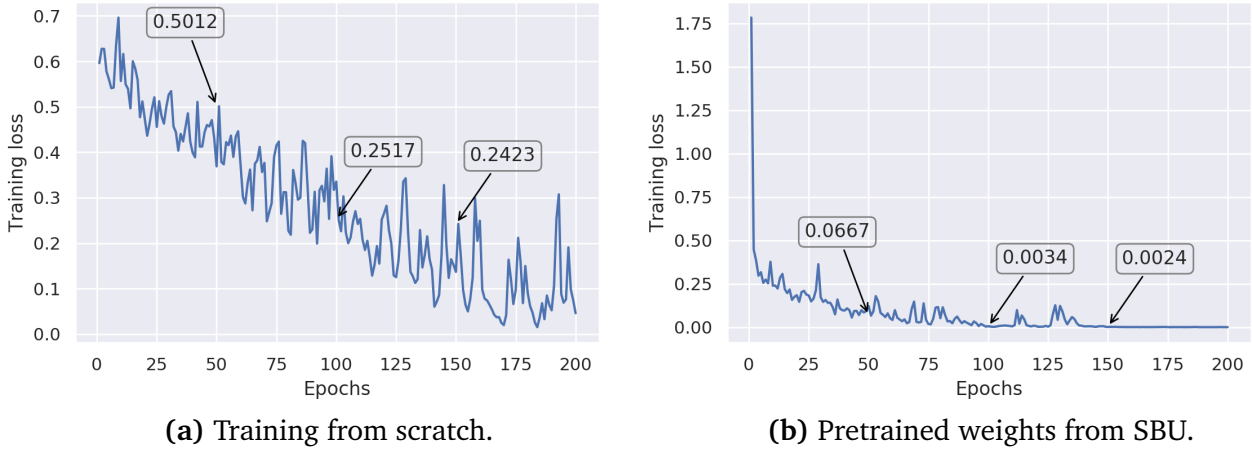 0.7
0.6
0.5
0.4
0.3
0.2
0.1
0.0
Training loss
0.5012
0.2517
0.2423
0 25 50 75 100 125 150 175 200
Epochs
(a) Training from scratch.
1.75
1.50
1.25
1.00
0.75
0.50
0.25
0.00
Training loss
0.0667
0.0034
0.0024
0 25 50 75 100 125 150 175 200
Epochs
(b) Pretrained weights from SBU.